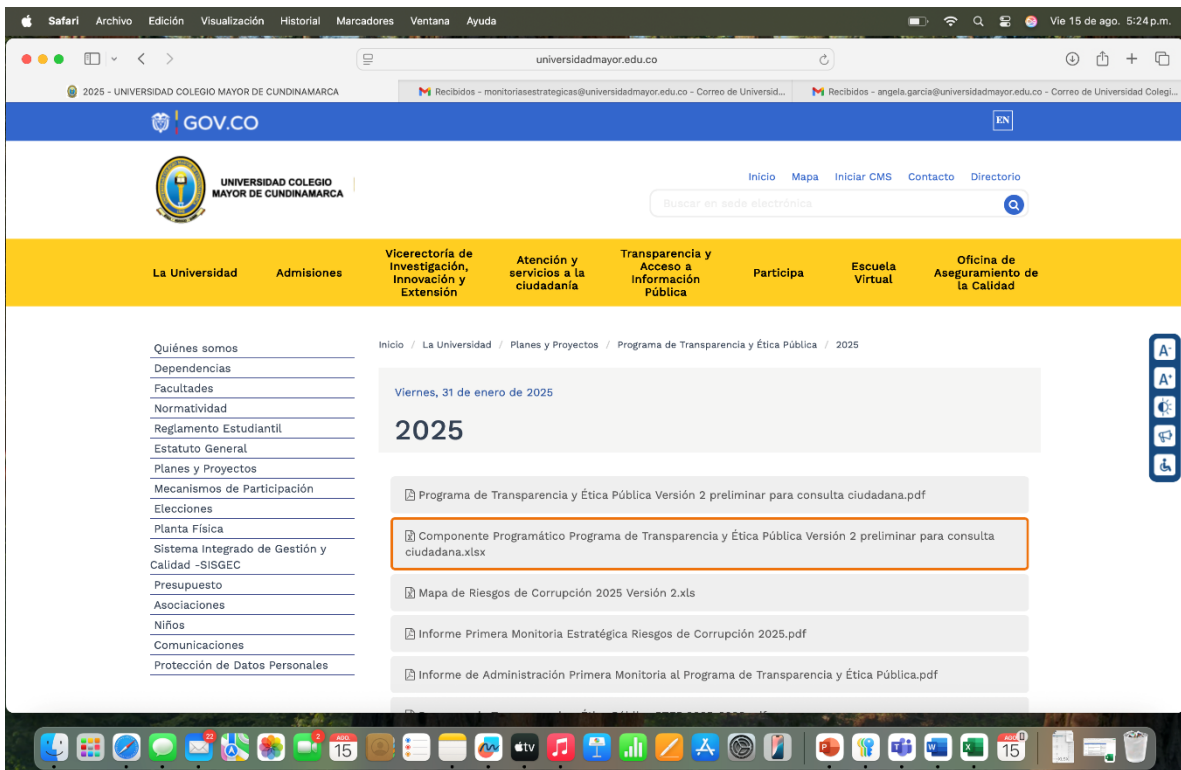 Safari Archivo Edición Visualización Historial Marcadores Ventana Ayuda
Vie 15 de ago. 5:24 p.m.
universidadmayor.edu.co
2025 - UNIVERSIDAD COLEGIO MAYOR DE CUNDINAMARCA
Recibidos - monitoriasestrategicas@universidadmayor.edu.co - Correo de Universid...
Recibidos - angela.garcia@universidadmayor.edu.co - Correo de Universidad Colegi...
GOV.CO
EN
UNIVERSIDAD COLEGIO
MAYOR DE CUNDINAMARCA
Inicio Mapa Iniciar CMS Contacto Directorio
Buscar en sede electrónica
La Universidad
Admisiones
Vicerectoría de
Investigación,
Innovación y
Extensión
Atención y
servicios a la
ciudadanía
Transparencia y
Acceso a
Información
Pública
Participa
Escuela
Virtual
Oficina de
Aseguramiento de
la Calidad
Quiénes somos
Dependencias
Facultades
Normatividad
Reglamento Estudiantil
Estatuto General
Planes y Proyectos
Mecanismos de Participación
Elecciones
Planta Física
Sistema Integrado de Gestión y
Calidad -SISGEC
Presupuesto
Asociaciones
Niños
Comunicaciones
Protección de Datos Personales
Inicio / La Universidad / Planes y Proyectos / Programa de Transparencia y Ética Pública / 2025
Viernes, 31 de enero de 2025
2025
Programa de Transparencia y Ética Pública Versión 2 preliminar para consulta ciudadana.pdf
Componente Programático Programa de Transparencia y Ética Pública Versión 2 preliminar para consulta
ciudadana.xlsx
Mapa de Riesgos de Corrupción 2025 Versión 2.xls
Informe Primera Monitoria Estratégica Riesgos de Corrupción 2025.pdf
Informe de Administración Primera Monitoria al Programa de Transparencia y Ética Pública.pdf
A-
A+
22
2
AGO.
15
tv
AGO.
15